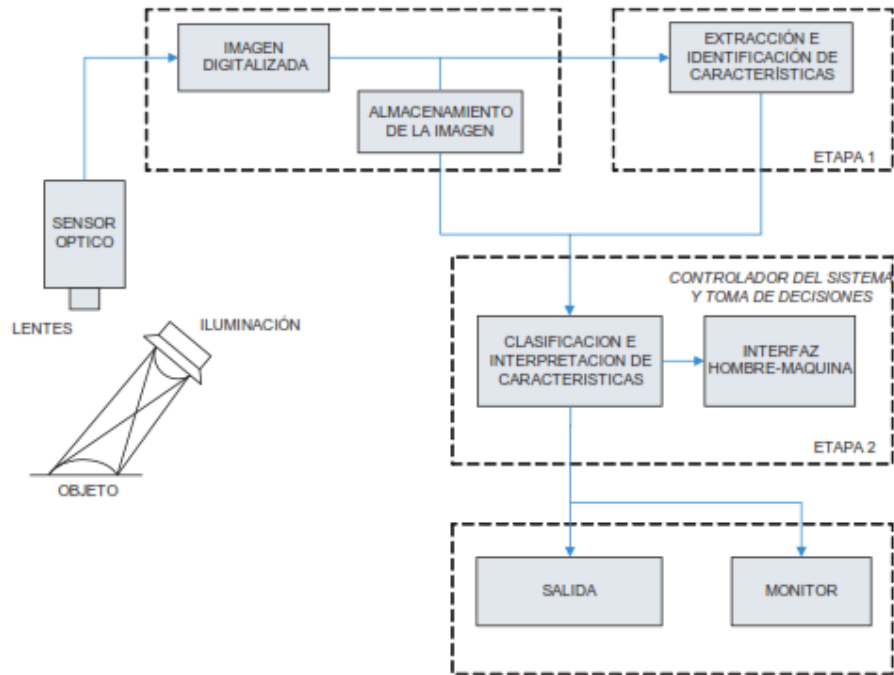 IMAGEN
DIGITALIZADA
EXTRACCIÓN E
IDENTIFICACIÓN DE
CARACTERÍSTICAS
ALMACENAMIENTO
DE LA IMAGEN
ETAPA 1
SENSOR
OPTICO
LENTES
ILUMINACIÓN
OBJETO
CONTROLADOR DEL SISTEMA
Y TOMA DE DECISIONES
CLASIFICACION E
INTERPRETACION DE
CARACTERISTICAS
INTERFAZ
HOMBRE-MAQUINA
ETAPA 2
SALIDA
MONITOR